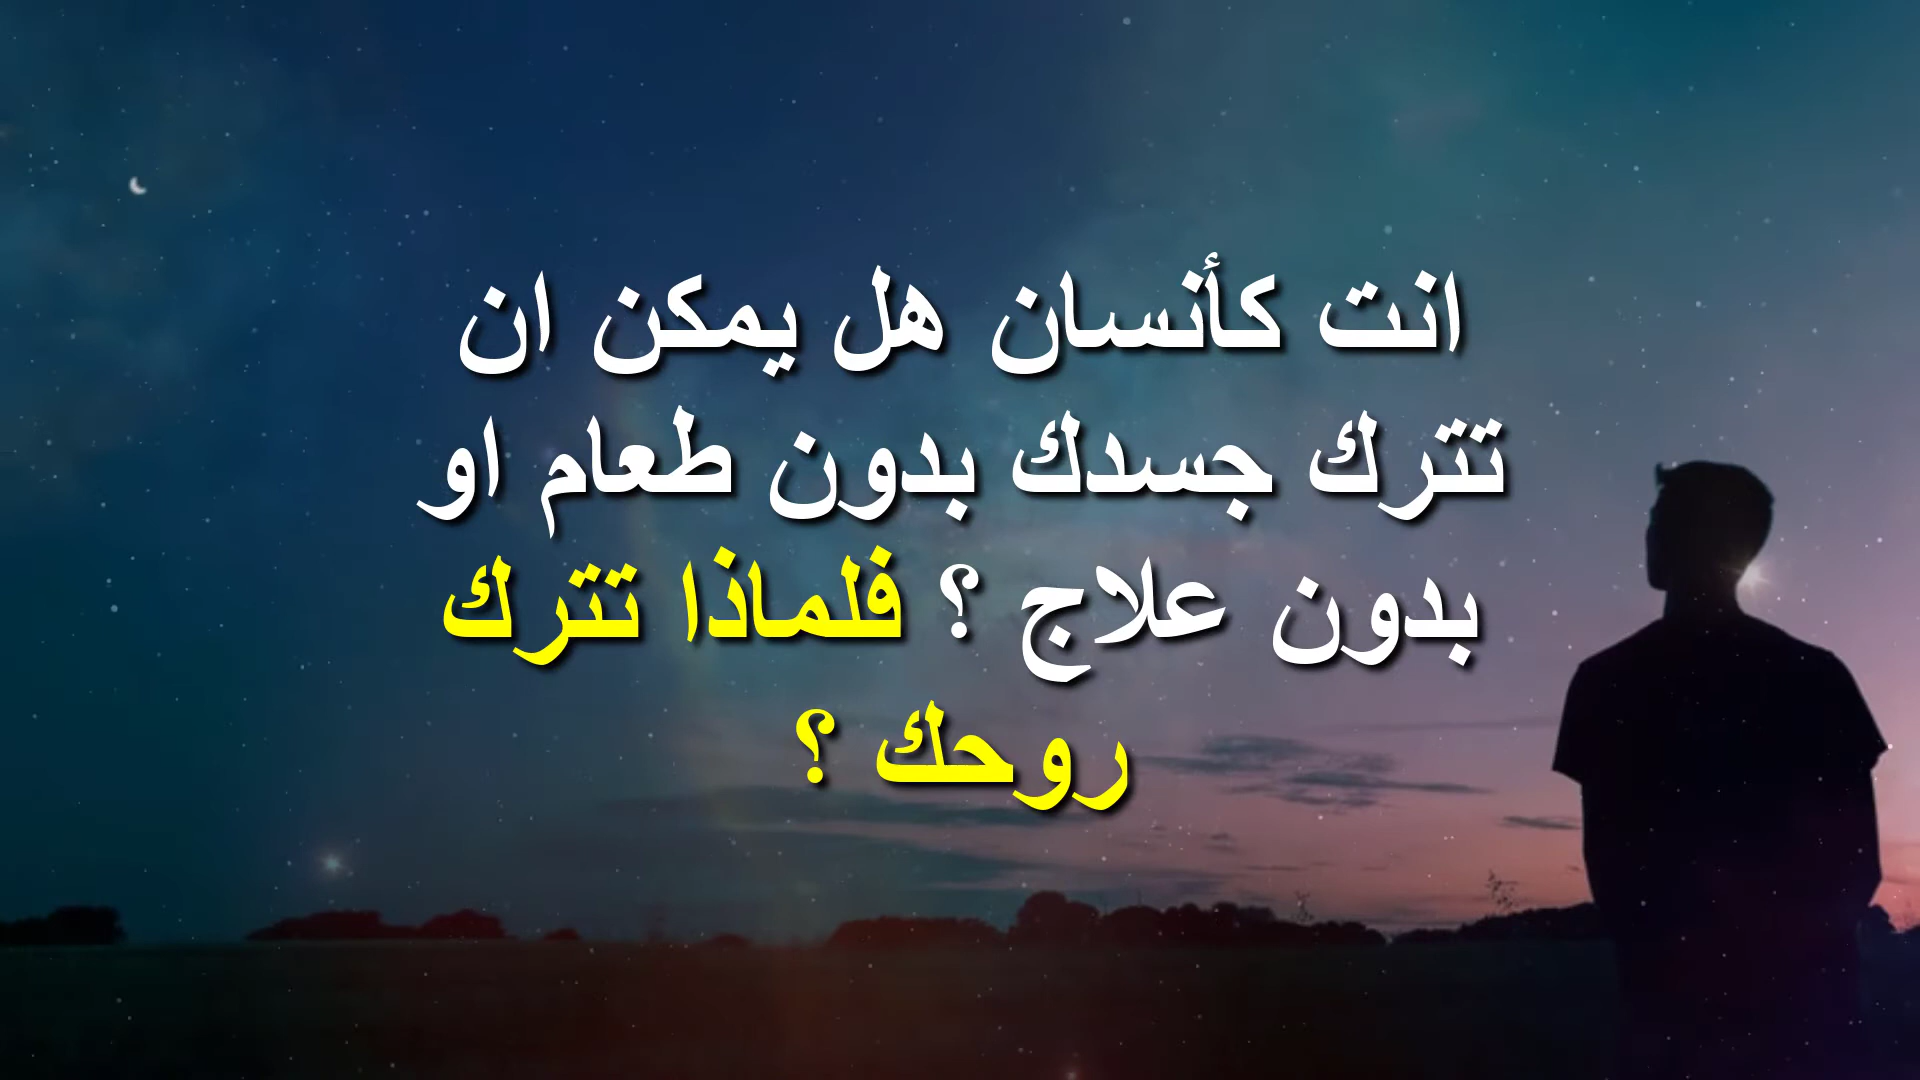 انت كأنسان هل يمكن ان
تترك جسدك بدون طعام او
بدون علاج ؟ فلماذا تترك
روحك ؟